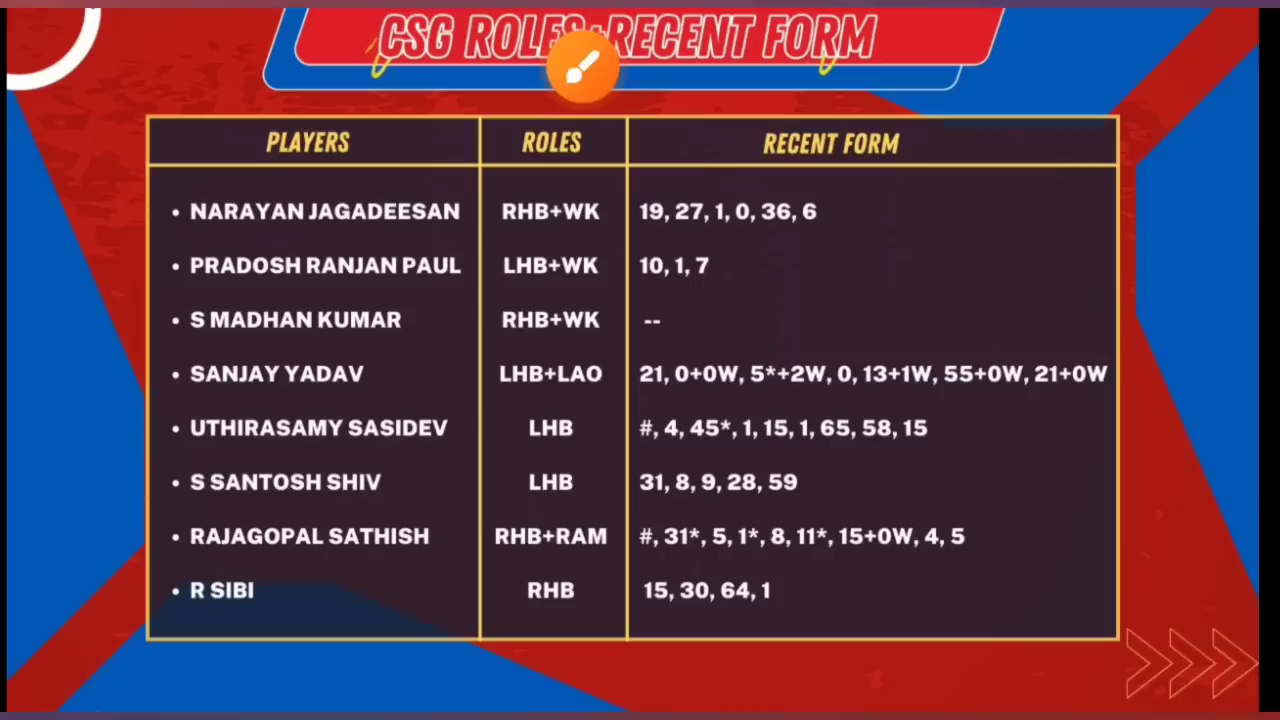 CSG ROLES+RECENT FORM
PLAYERS ROLES RECENT FORM
• NARAYAN JAGADEESAN RHB+WK 19, 27, 1, 0, 36, 6
• PRADOSH RANJAN PAUL LHB+WK 10, 1, 7
• S MADHAN KUMAR RHB+WK --
• SANJAY YADAV LHB+LAO 21, 0+0W, 5*+2W, 0, 13+1W, 55+0W, 21+0W
• UTHIRASAMY SASIDEV LHB #, 4, 45*, 1, 15, 1, 65, 58, 15
• S SANTOSH SHIV LHB 31, 8, 9, 28, 59
• RAJAGOPAL SATHISH RHB+RAM #, 31*, 5, 1*, 8, 11*, 15+0W, 4, 5
• R SIBI RHB 15, 30, 64, 1